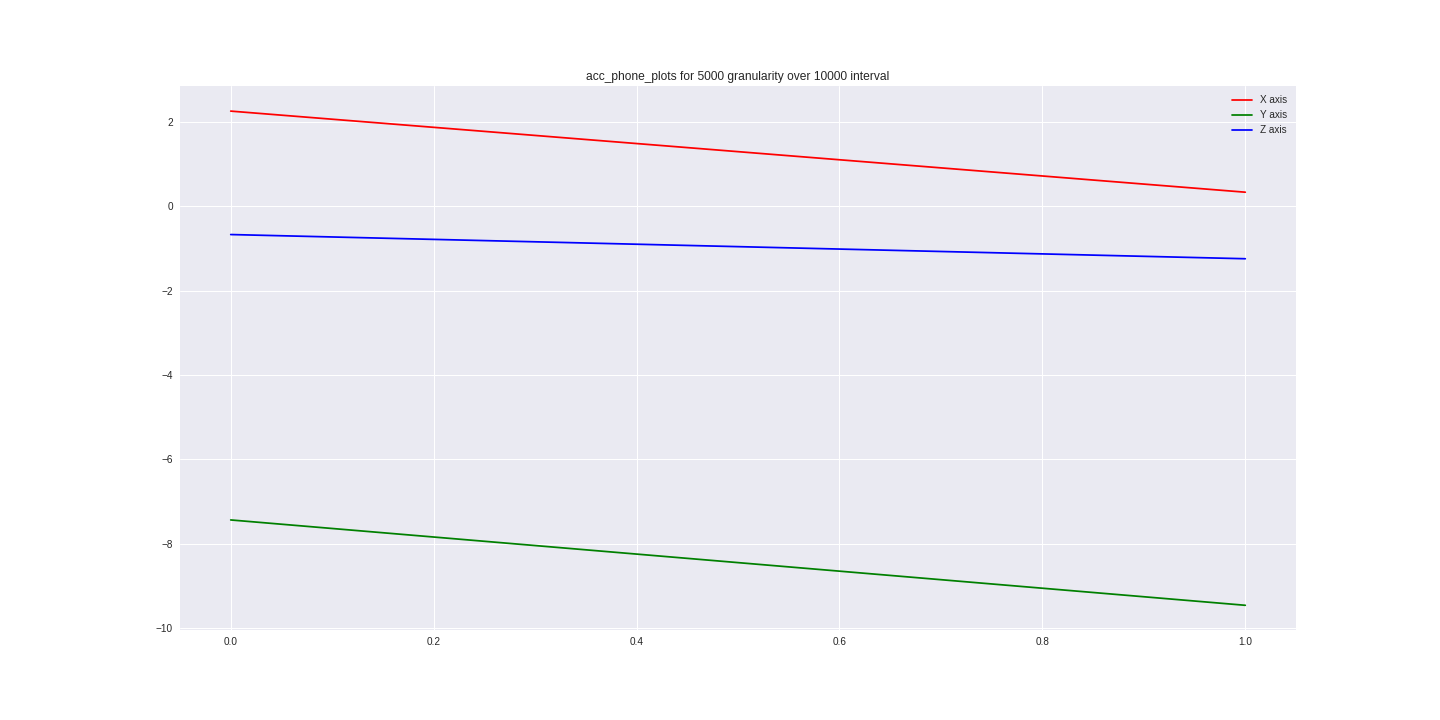 acc_phone_plots for 5000 granularity over 10000 interval
X axis
Y axis
Z axis
2
0
−2
−4
−6
−8
−10
0.0 0.2 0.4 0.6 0.8 1.0